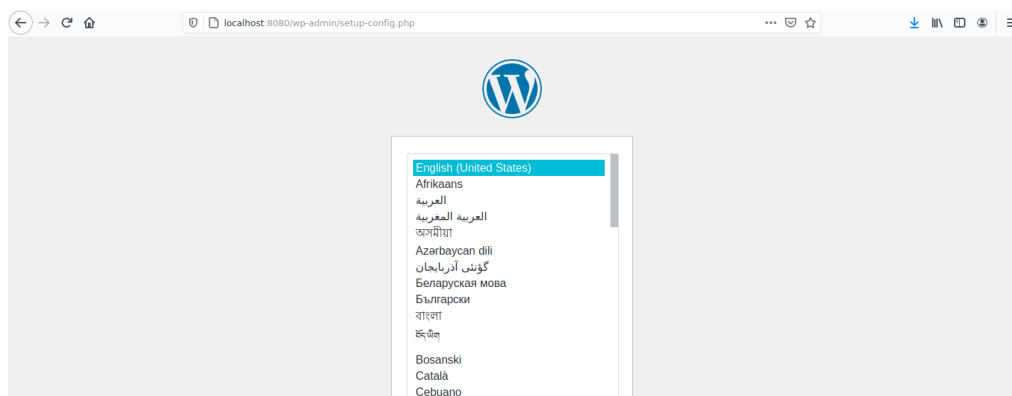 localhost:8080/wp-admin/setup-config.php
English (United States)
Afrikaans
العربية
العربية المغربية
অসমীয়া
Azərbaycan dili
گؤنئی آذربایجان
Беларуская мова
Български
বাংলা
བོད་ཡིག
Bosanski
Català
Cebuano